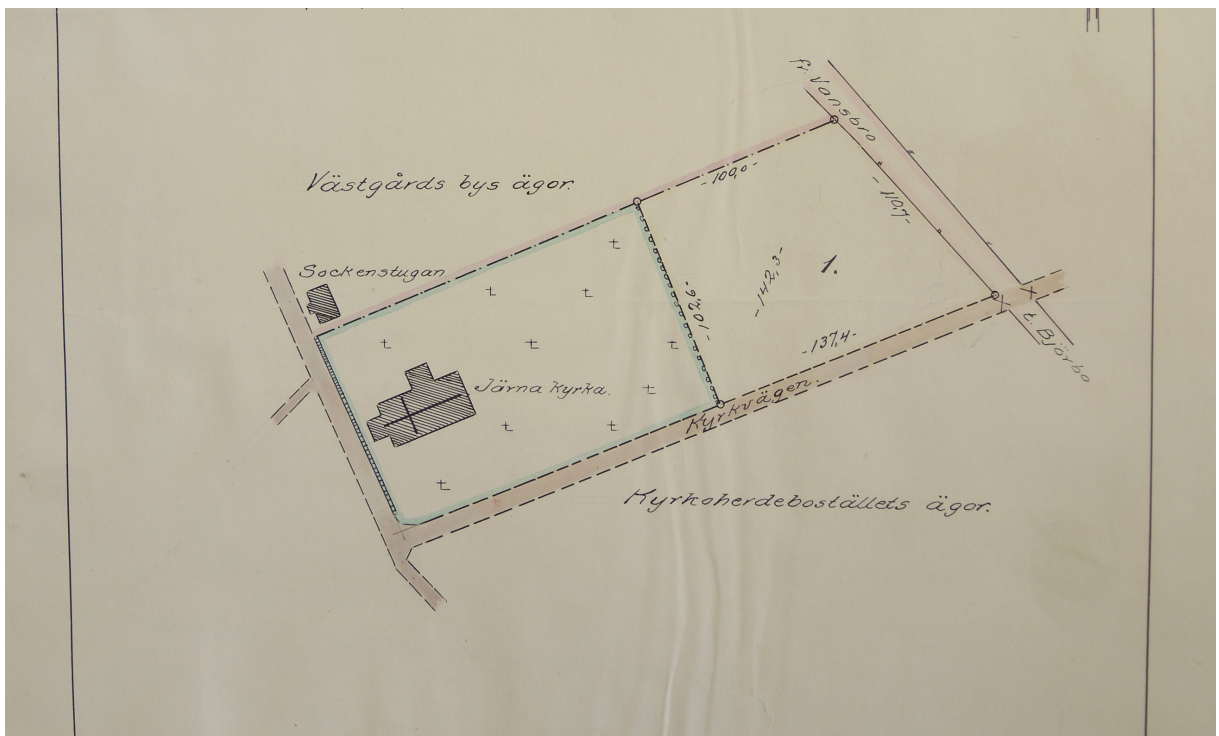 fr. Vansbro
Västgårds bys ägor.
-100,0-
-110,7-
Sockenstugan
1.
-142,3-
-102,6-
-137,4-
t. Björbo
Järna kyrka.
Kyrkvägen.
Kyrkoherdeboställets ägor.